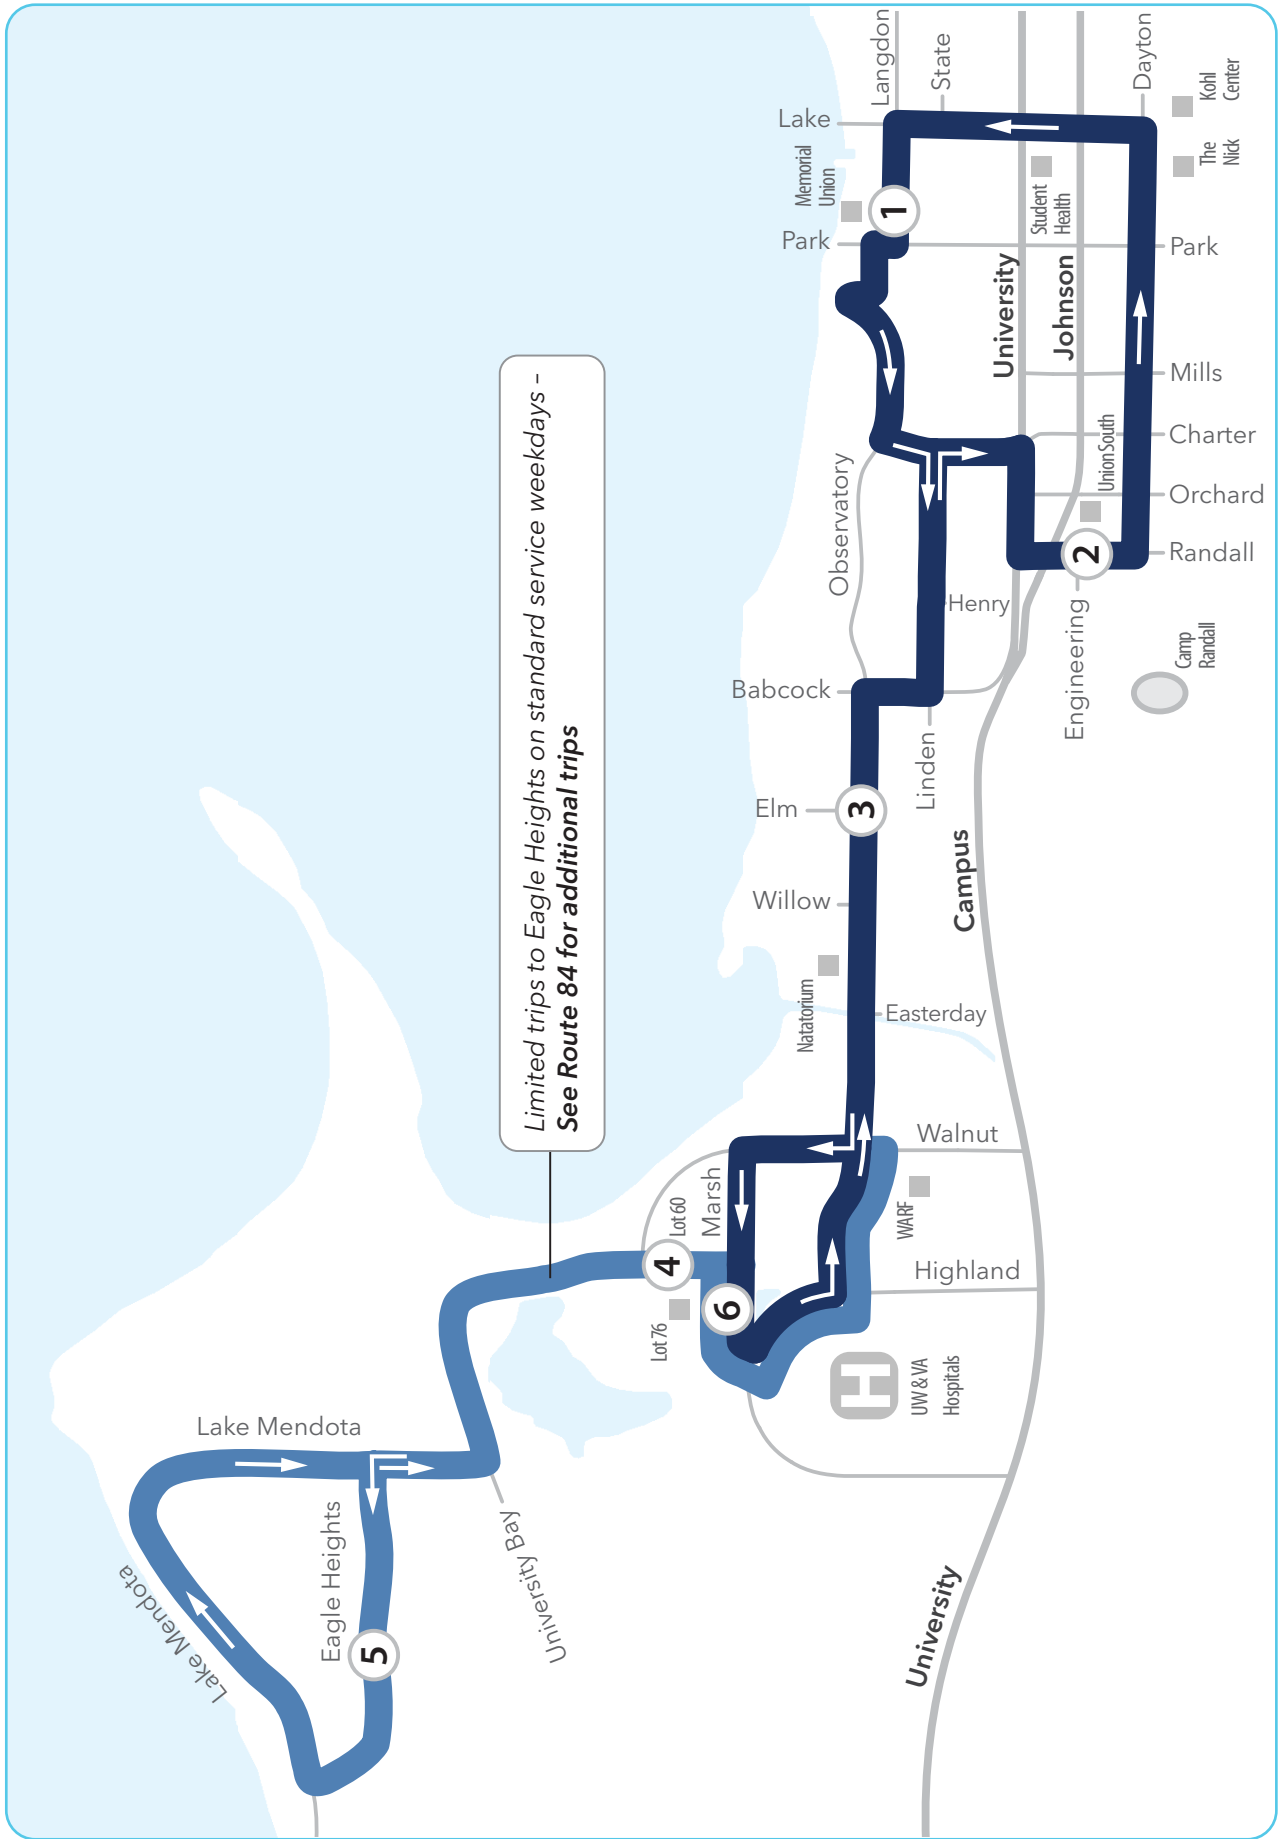 Langdon
State
Dayton
Kohl
Center
The
Nick
Lake
Memorial
Union
1
Student
Health
Park
Park
University
Johnson
Mills
Charter
Union South
Orchard
Observatory
2
Randall
Henry
Engineering
Camp
Randall
Babcock
Linden
Limited trips to Eagle Heights on standard service weekdays –
See Route 84 for additional trips
Elm
3
Willow
Campus
Natatorium
Easterday
Walnut
Marsh
Lot 60
WARF
4
Highland
6
Lot 76
UW & VA
Hospitals
H
Lake Mendota
Eagle Heights
University Bay
Lake Mendota
5
University